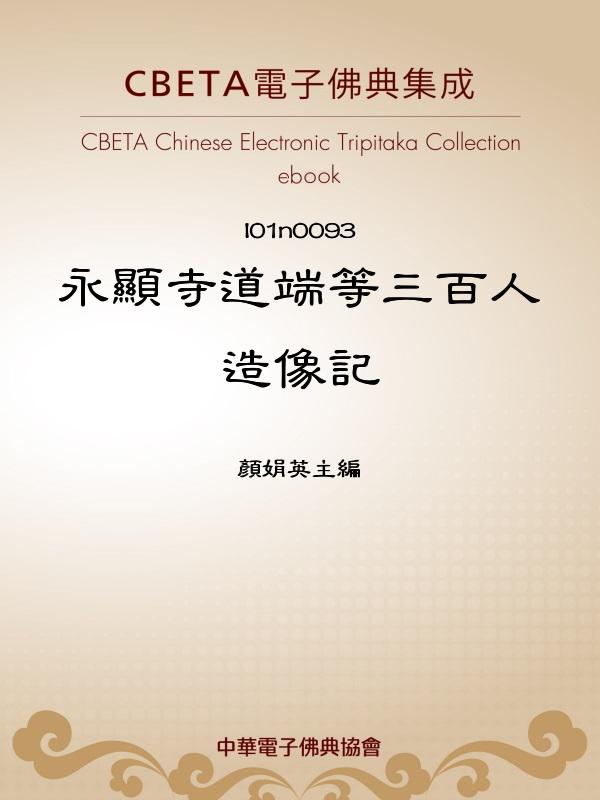 CBETA電子佛典集成
CBETA Chinese Electronic Tripitaka Collection
ebook
I01n0093
永顯寺道端等三百人
造像記
顏娟英主編
中華電子佛典協會